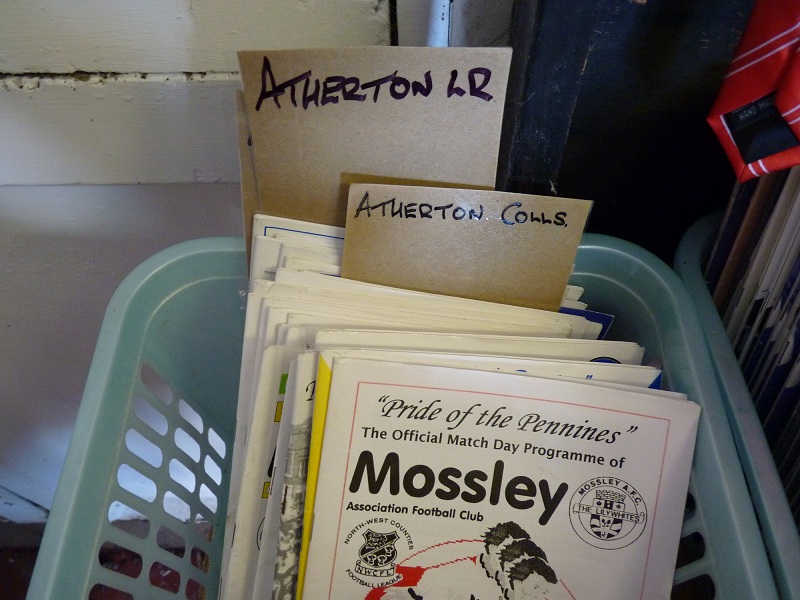 ATHERTON LR
ATHERTON COLLS.
"Pride of the Pennines"
The Official Match Day Programme of
Mossley
Association Football Club
MOSSLEY A.F.C.
THE LILYWHITES
NORTH-WEST COUNTIES
NWCFL
FOOTBALL LEAGUE